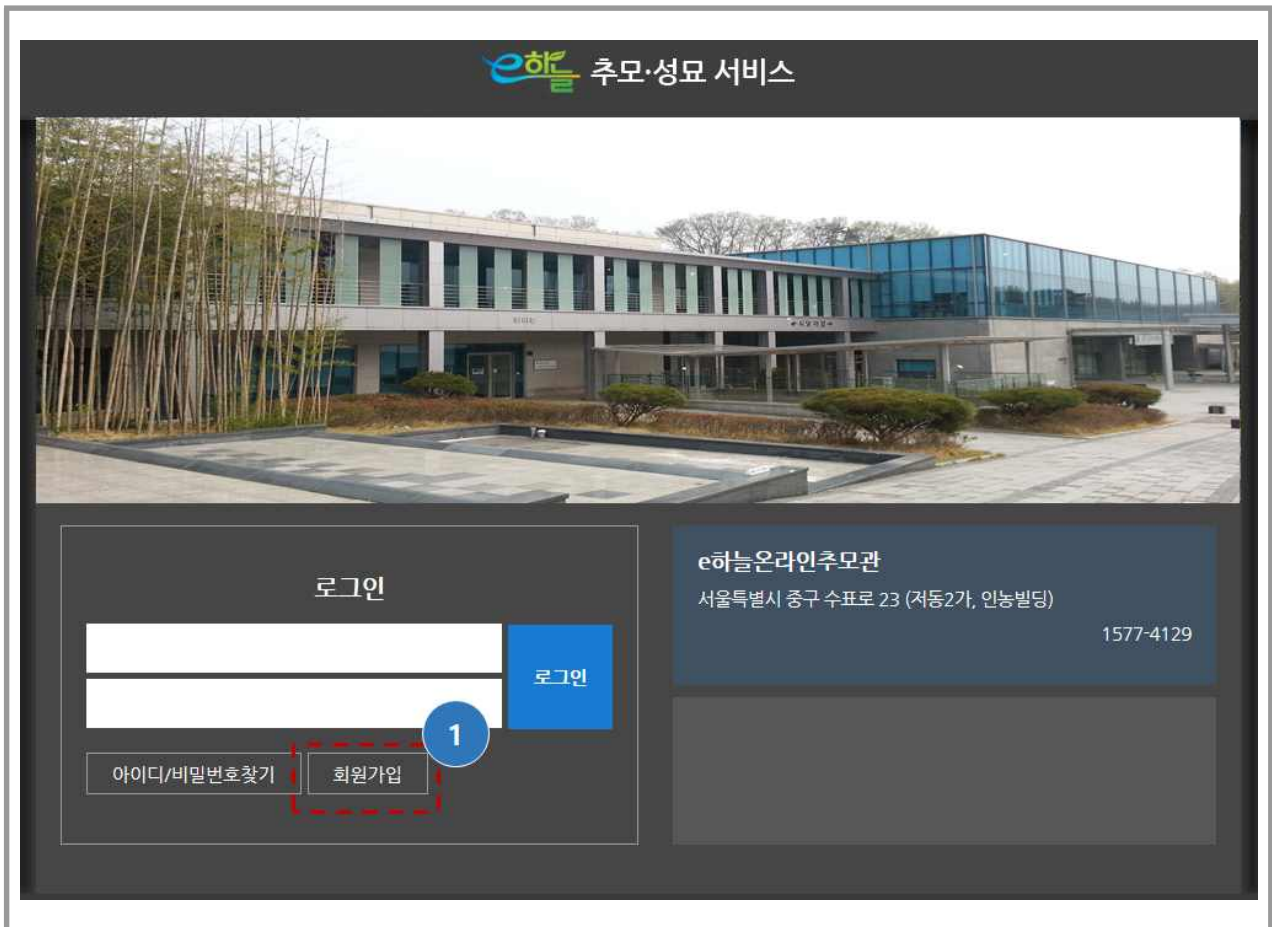 e하늘 추모·성묘 서비스
로그인
로그인
1
아이디/비밀번호찾기
회원가입
e하늘온라인추모관
서울특별시 중구 수표로 23 (저동2가, 인농빌딩)
1577-4129